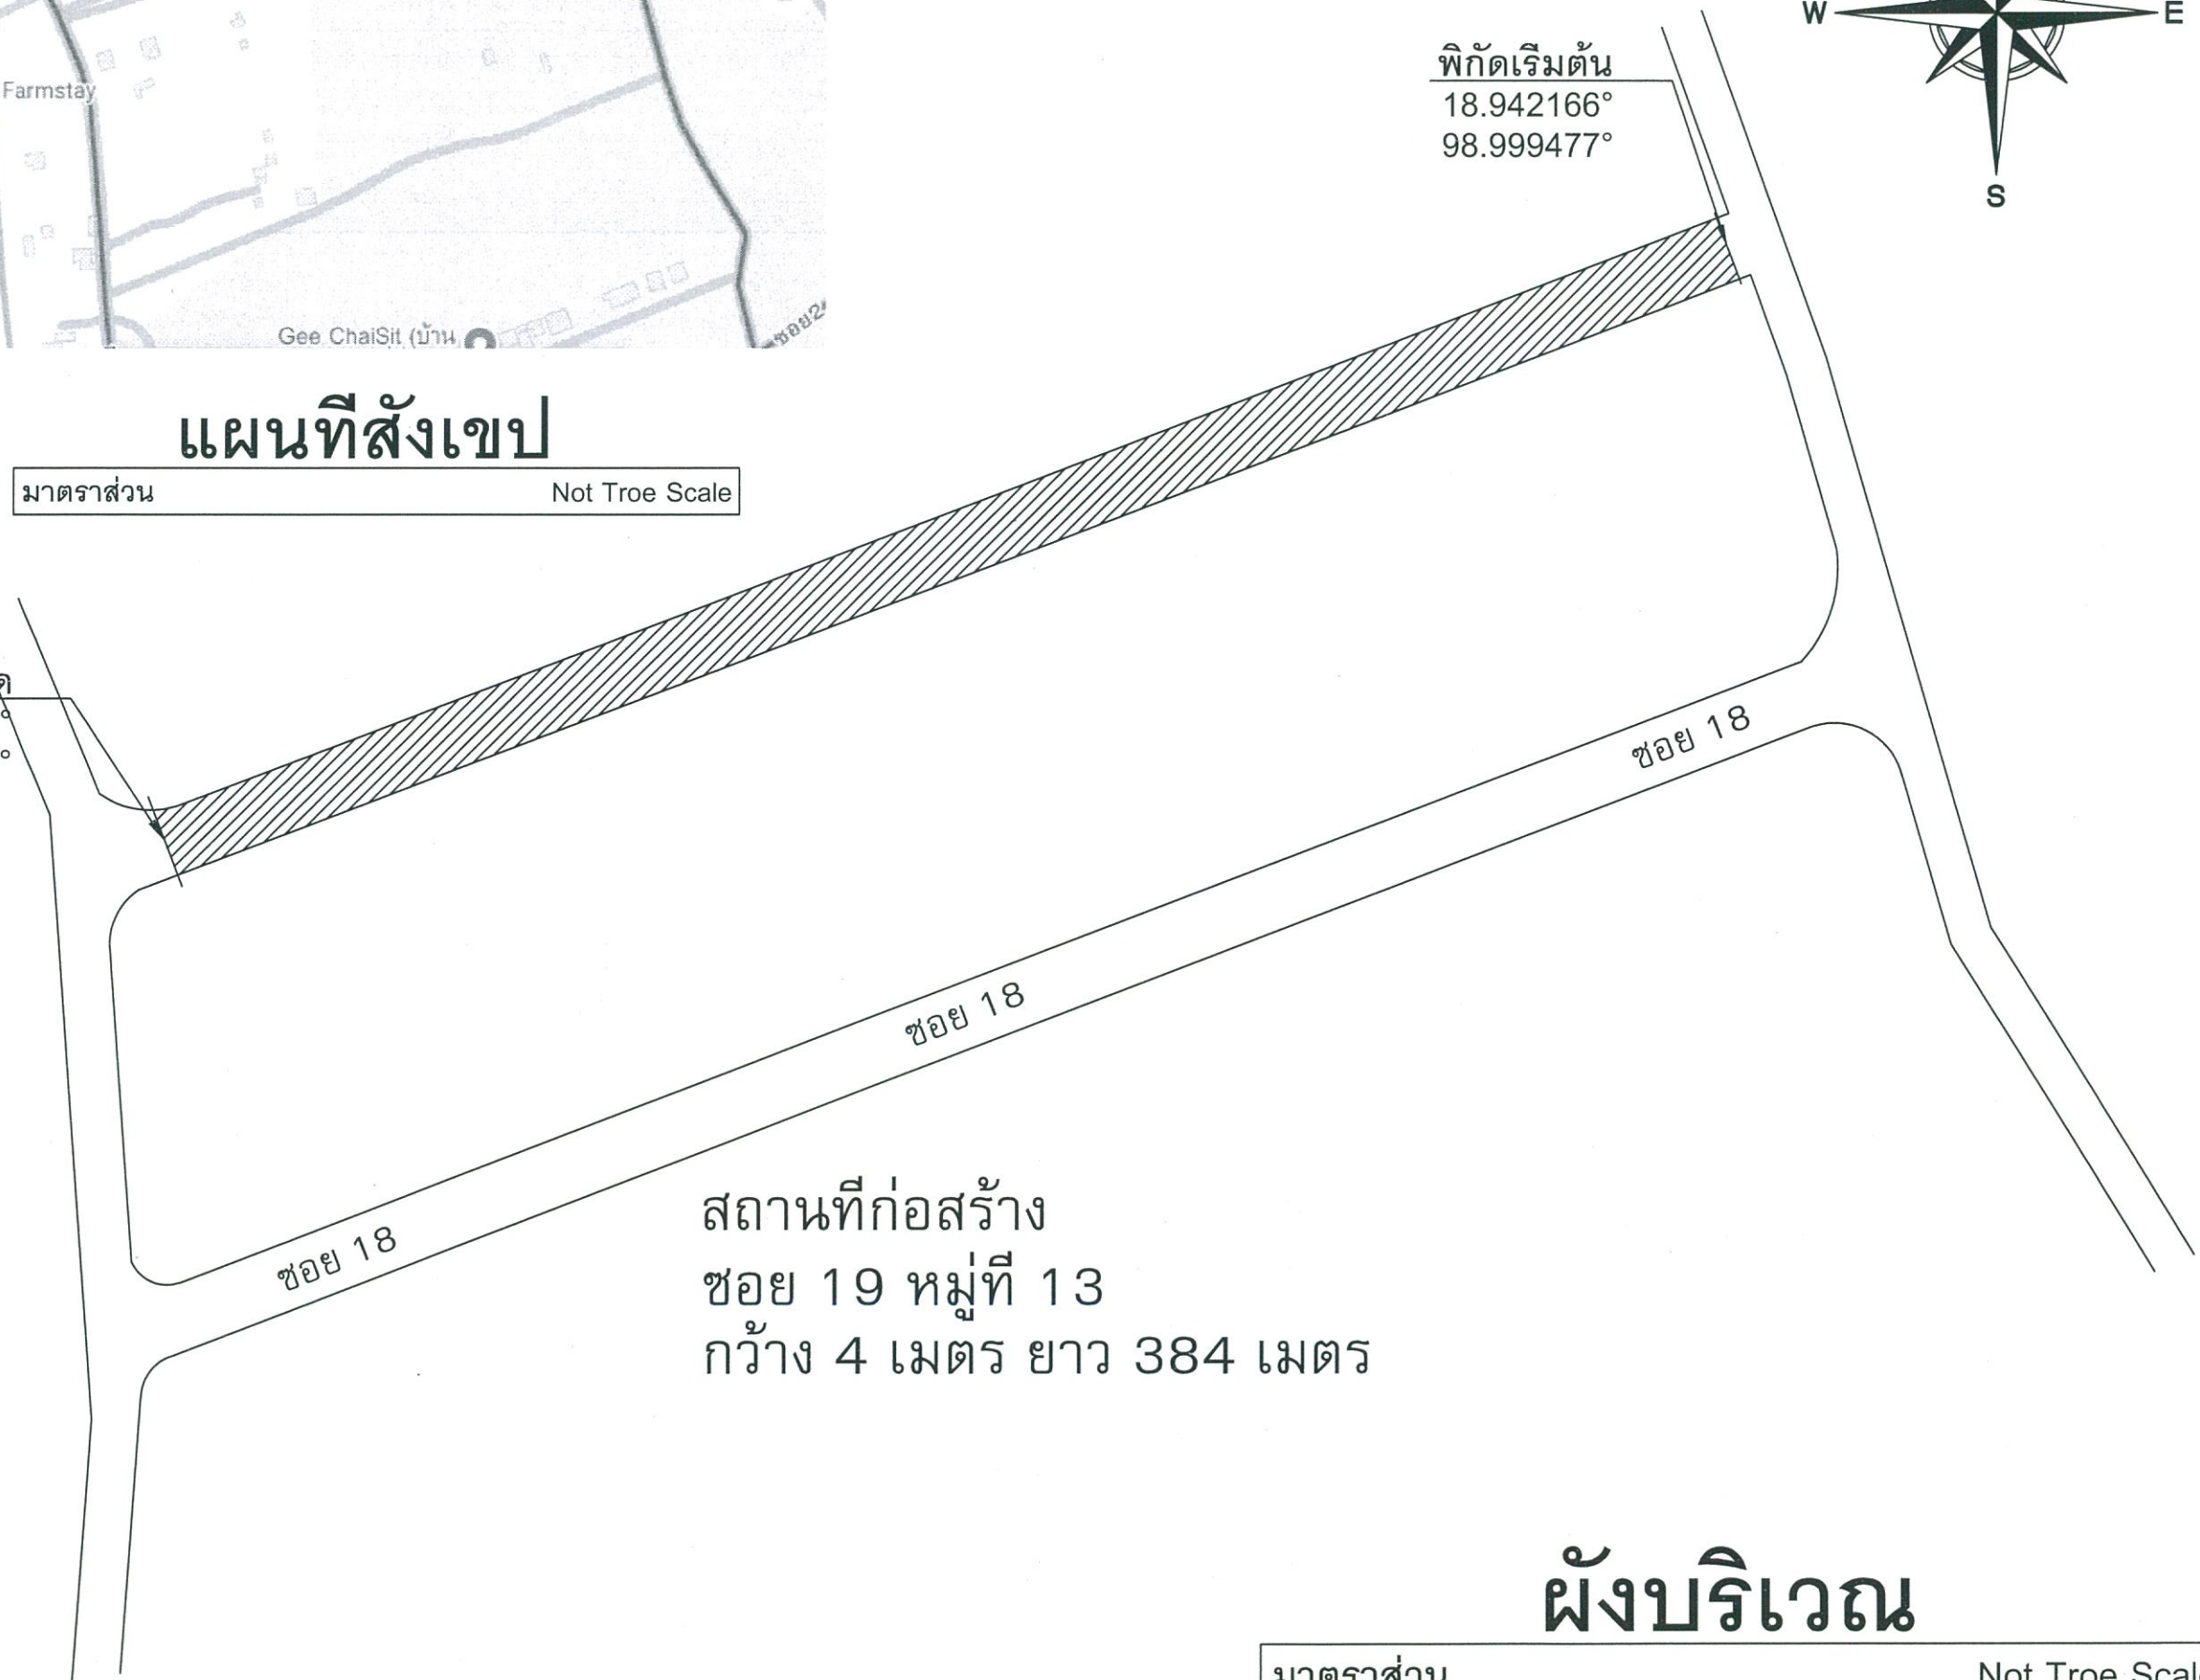 W
E
S
Farmstay
Gee ChaiSit (บ้าน
พิกัดเริ่มต้น
18.942166°
98.999477°
แผนที่สังเขป
มาตราส่วน Not Troe Scale
ซอย 18
ซอย 18
ซอย 18
สถานที่ก่อสร้าง
ซอย 19 หมู่ที่ 13
กว้าง 4 เมตร ยาว 384 เมตร
ผังบริเวณ
มาตราส่วน Not Troe Scale